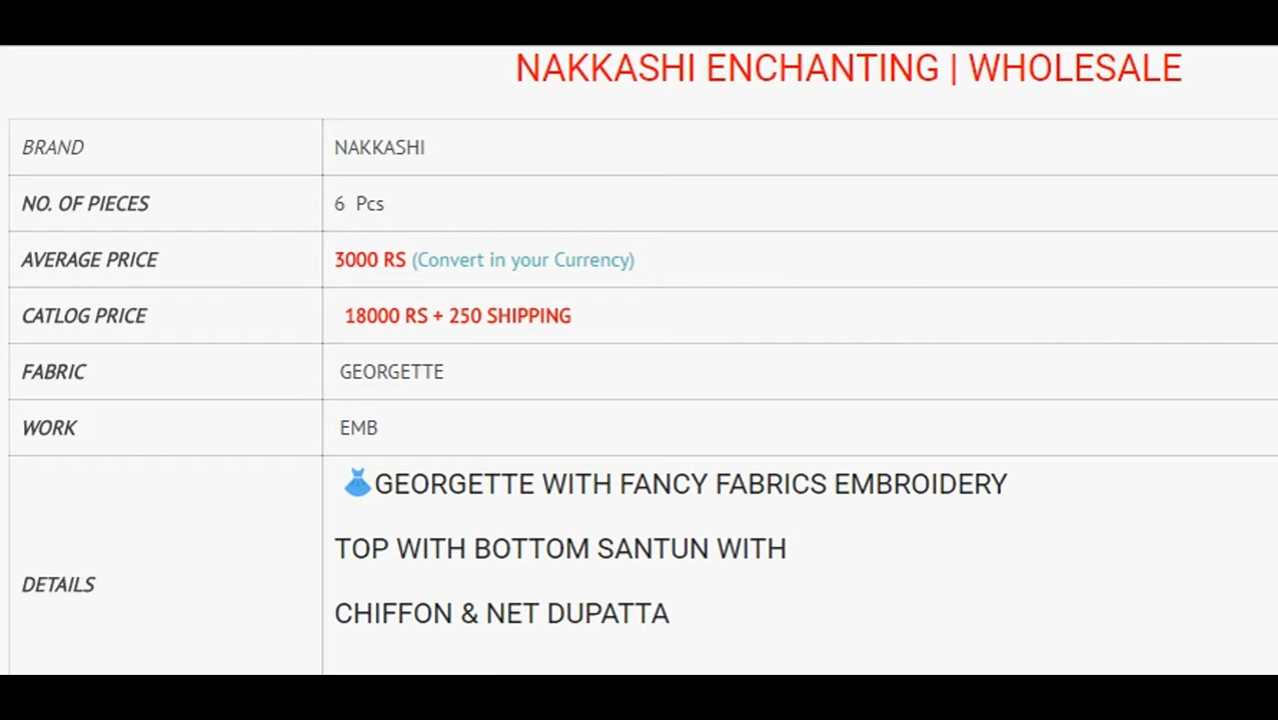 NAKKASHI ENCHANTING | WHOLESALE
BRAND NAKKASHI
NO. OF PIECES 6 Pcs
AVERAGE PRICE 3000 RS (Convert in your Currency)
CATLOG PRICE 18000 RS + 250 SHIPPING
FABRIC GEORGETTE
WORK EMB
DETAILS 👗GEORGETTE WITH FANCY FABRICS EMBROIDERY
TOP WITH BOTTOM SANTUN WITH
CHIFFON & NET DUPATTA